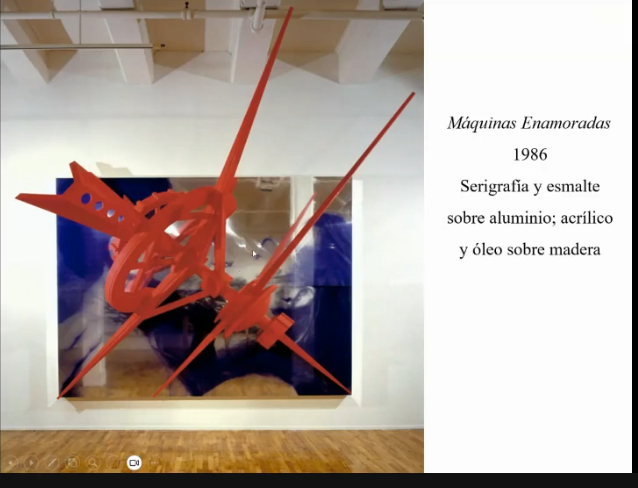 Máquinas Enamoradas
1986
Serigrafía y esmalte
sobre aluminio; acrílico
y óleo sobre madera